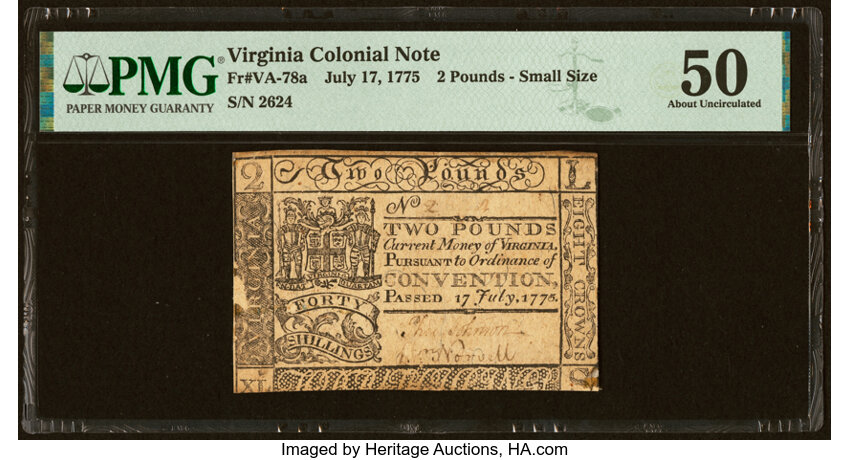 PMG®
PAPER MONEY GUARANTY
Virginia Colonial Note
Fr#VA-78a July 17, 1775 2 Pounds - Small Size
S/N 2624
50
About Uncirculated
2
Two Pounds
L
No
VIRGINIA
TWO POUNDS
Current Money of VIRGINIA,
PURSUANT to Ordinance of
CONVENTION,
PASSED 17 July, 1775.
EIGHT CROWNS
FORTY
SHILLINGS
XL
Imaged by Heritage Auctions, HA.com